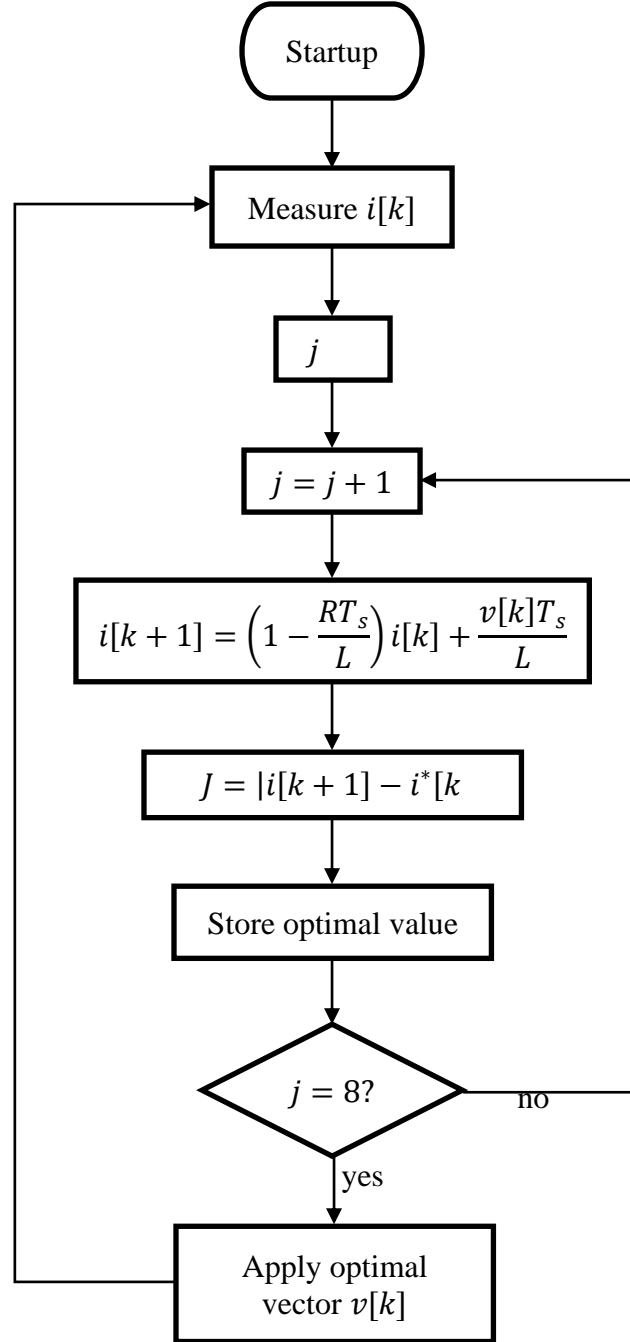 Startup
Measure i[k]
j
j = j + 1
i[k + 1] = (1 − RT_s/L) i[k] + v[k]T_s/L
J = |i[k + 1] − i*[k
Store optimal value
j = 8?
no
yes
Apply optimal
vector v[k]